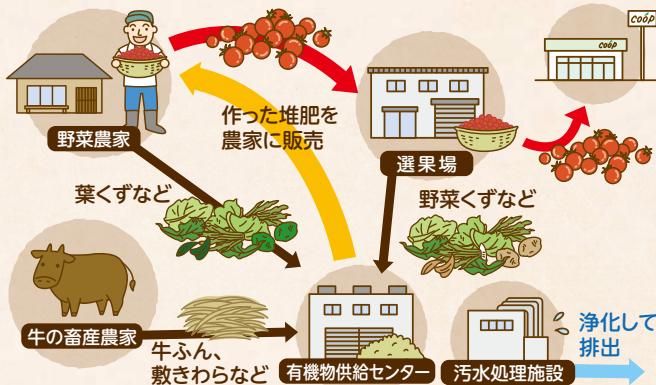 coop
coop
作った堆肥を
農家に販売
野菜農家
選果場
葉くずなど
野菜くずなど
牛の畜産農家
牛ふん、
敷きわらなど
有機物供給センター
汚水処理施設
浄化して
排出